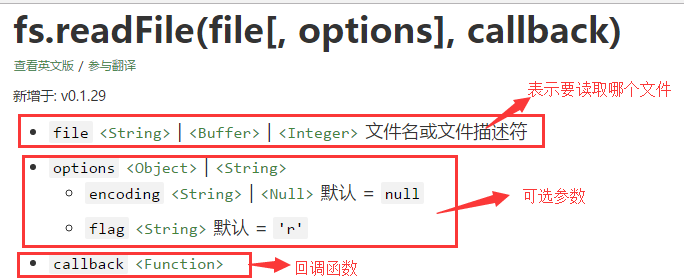 fs.readFile(file[, options], callback)
查看英文版 / 参与翻译
新增于: v0.1.29
表示要读取哪个文件
• file <String> | <Buffer> | <Integer> 文件名或文件描述符
• options <Object> | <String>
◦ encoding <String> | <Null> 默认 = null
可选参数
◦ flag <String> 默认 = 'r'
• callback <Function>
回调函数